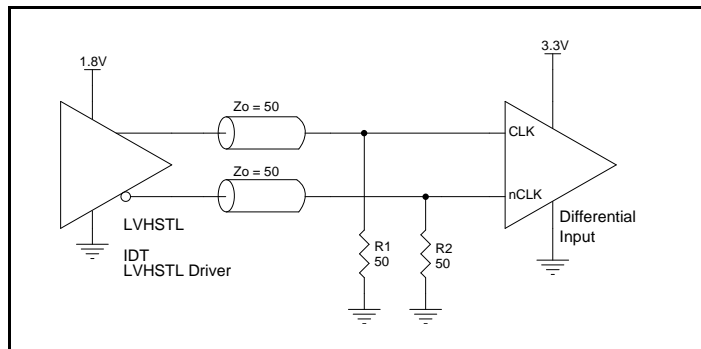 1.8V
3.3V
Zo = 50
CLK
Zo = 50
nCLK
LVHSTL
IDT
LVHSTL Driver
R1
50
R2
50
Differential
Input